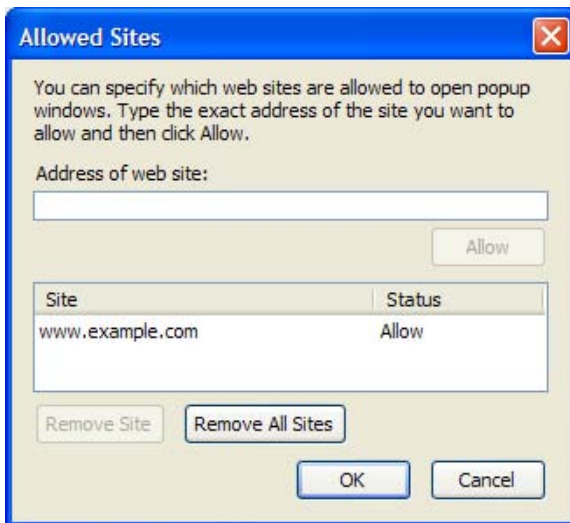 Allowed Sites
You can specify which web sites are allowed to open popup
windows. Type the exact address of the site you want to
allow and then click Allow.
Address of web site:
Allow
Site Status
www.example.com Allow
Remove Site Remove All Sites
OK Cancel